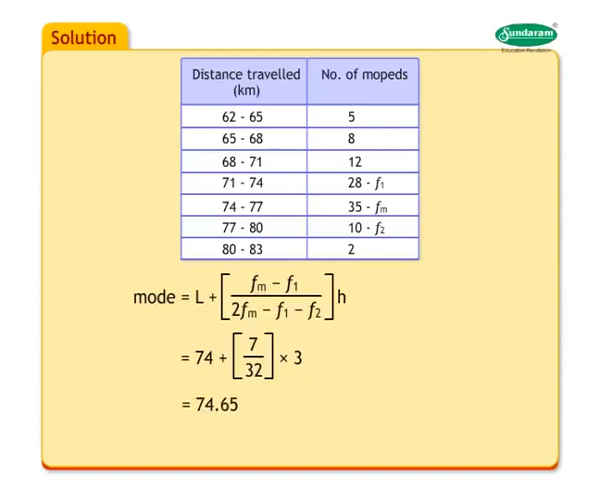 Solution
Sundaram
Education Revolution
Distance travelled (km) No. of mopeds
62 - 65 5
65 - 68 8
68 - 71 12
71 - 74 28 - f₁
74 - 77 35 - fₘ
77 - 80 10 - f₂
80 - 83 2
mode = L + [ (fₘ − f₁) / (2fₘ − f₁ − f₂) ] h
= 74 + [ 7 / 32 ] × 3
= 74.65